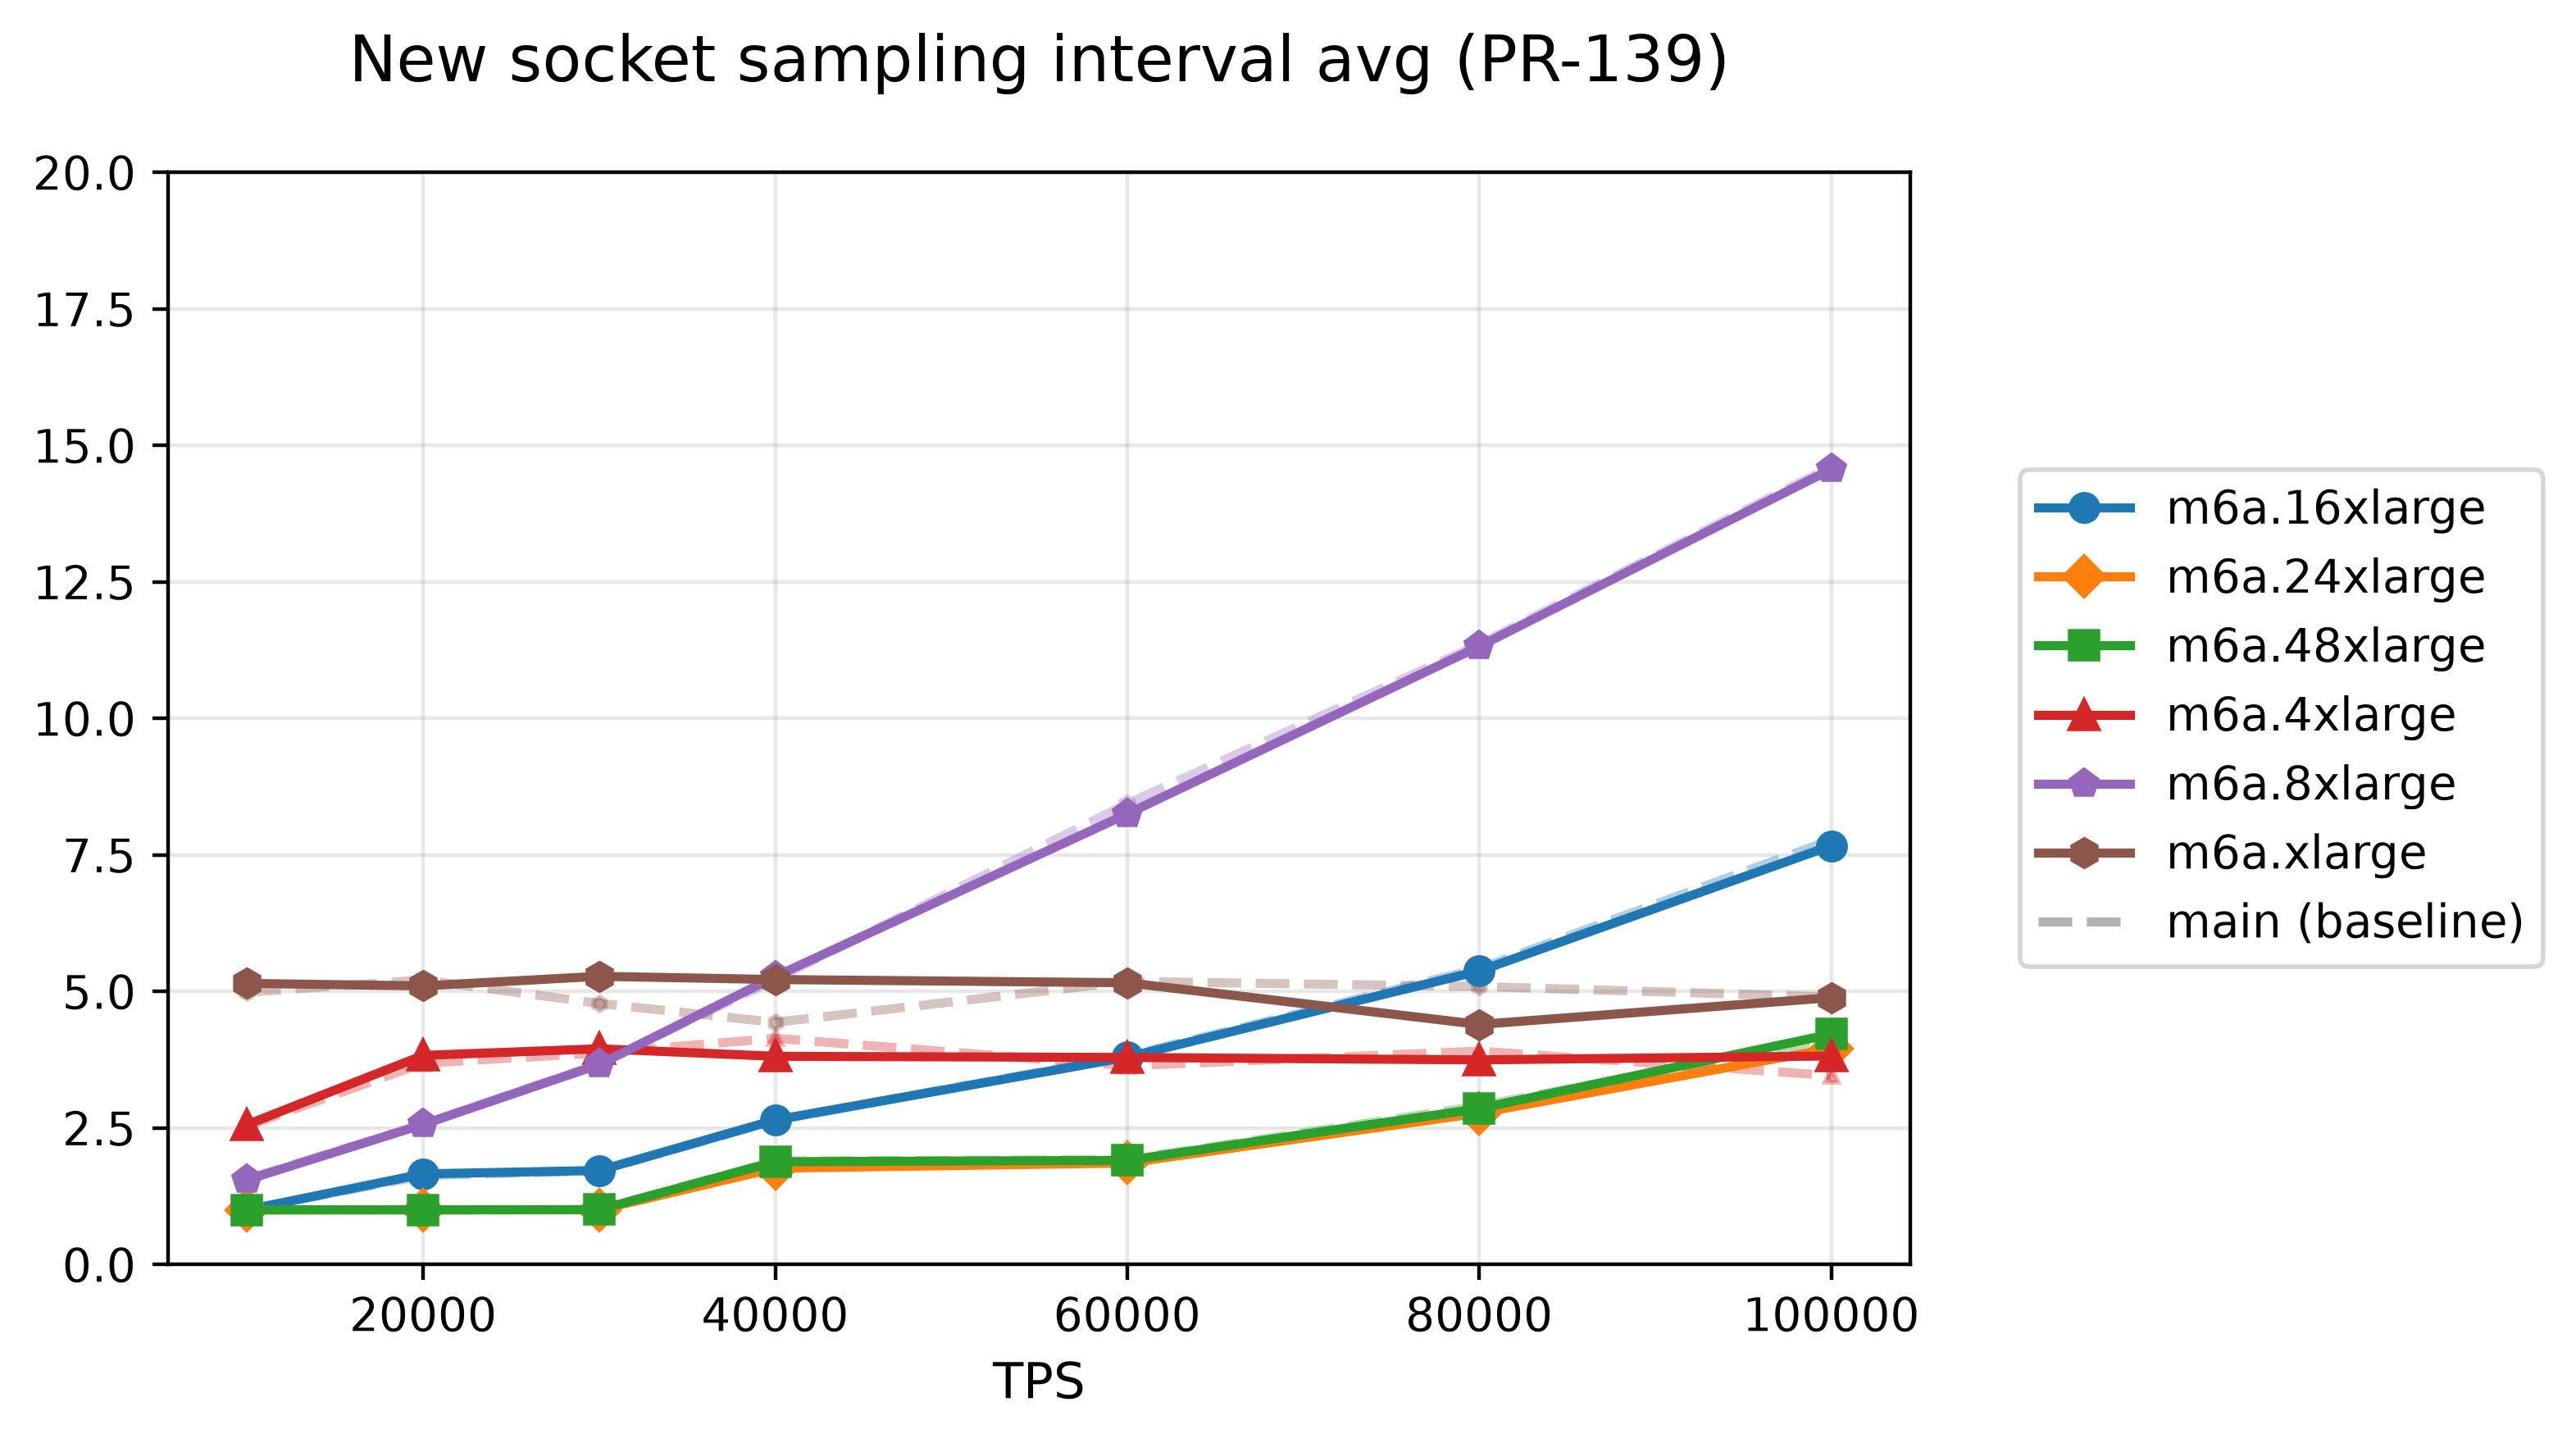 New socket sampling interval avg (PR-139)
20.0
17.5
15.0
12.5
10.0
7.5
5.0
2.5
0.0
20000 40000 60000 80000 100000
TPS
m6a.16xlarge
m6a.24xlarge
m6a.48xlarge
m6a.4xlarge
m6a.8xlarge
m6a.xlarge
main (baseline)